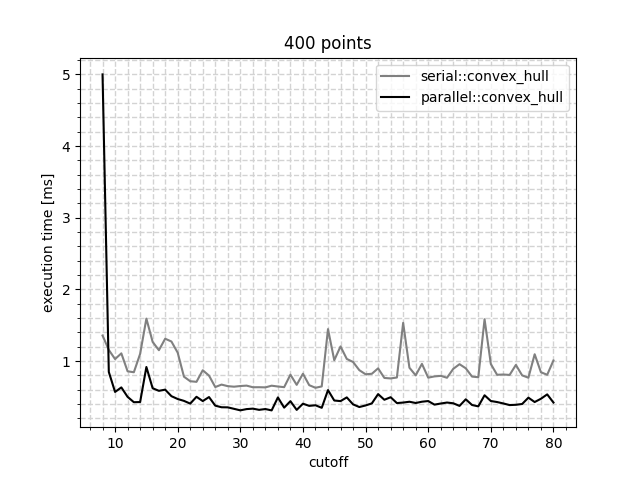 400 points
serial::convex_hull
parallel::convex_hull
5
4
3
2
1
execution time [ms]
10 20 30 40 50 60 70 80
cutoff